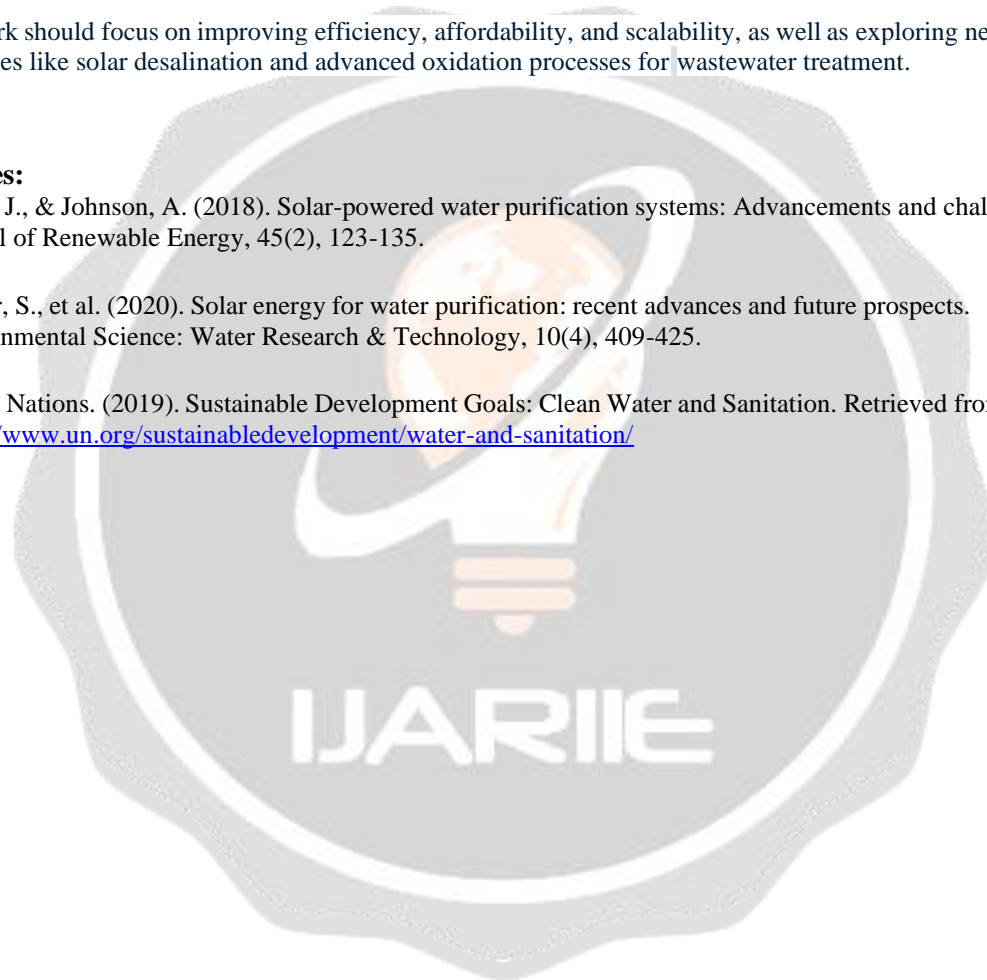 rk should focus on improving efficiency, affordability, and scalability, as well as exploring ne
es like solar desalination and advanced oxidation processes for wastewater treatment.
es:
J., & Johnson, A. (2018). Solar-powered water purification systems: Advancements and chal
l of Renewable Energy, 45(2), 123-135.
r, S., et al. (2020). Solar energy for water purification: recent advances and future prospects.
nmental Science: Water Research & Technology, 10(4), 409-425.
Nations. (2019). Sustainable Development Goals: Clean Water and Sanitation. Retrieved fro
/www.un.org/sustainabledevelopment/water-and-sanitation/
IJARIIE